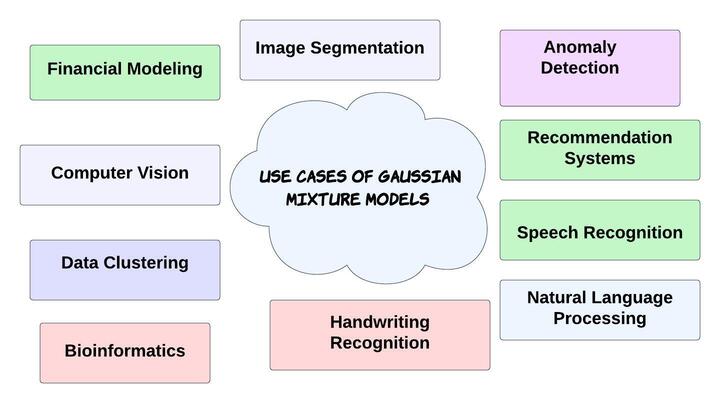 Image Segmentation
Financial Modeling
Anomaly
Detection
Recommendation
Systems
Computer Vision
USE CASES OF GAUSSIAN
MIXTURE MODELS
Speech Recognition
Data Clustering
Natural Language
Processing
Handwriting
Recognition
Bioinformatics